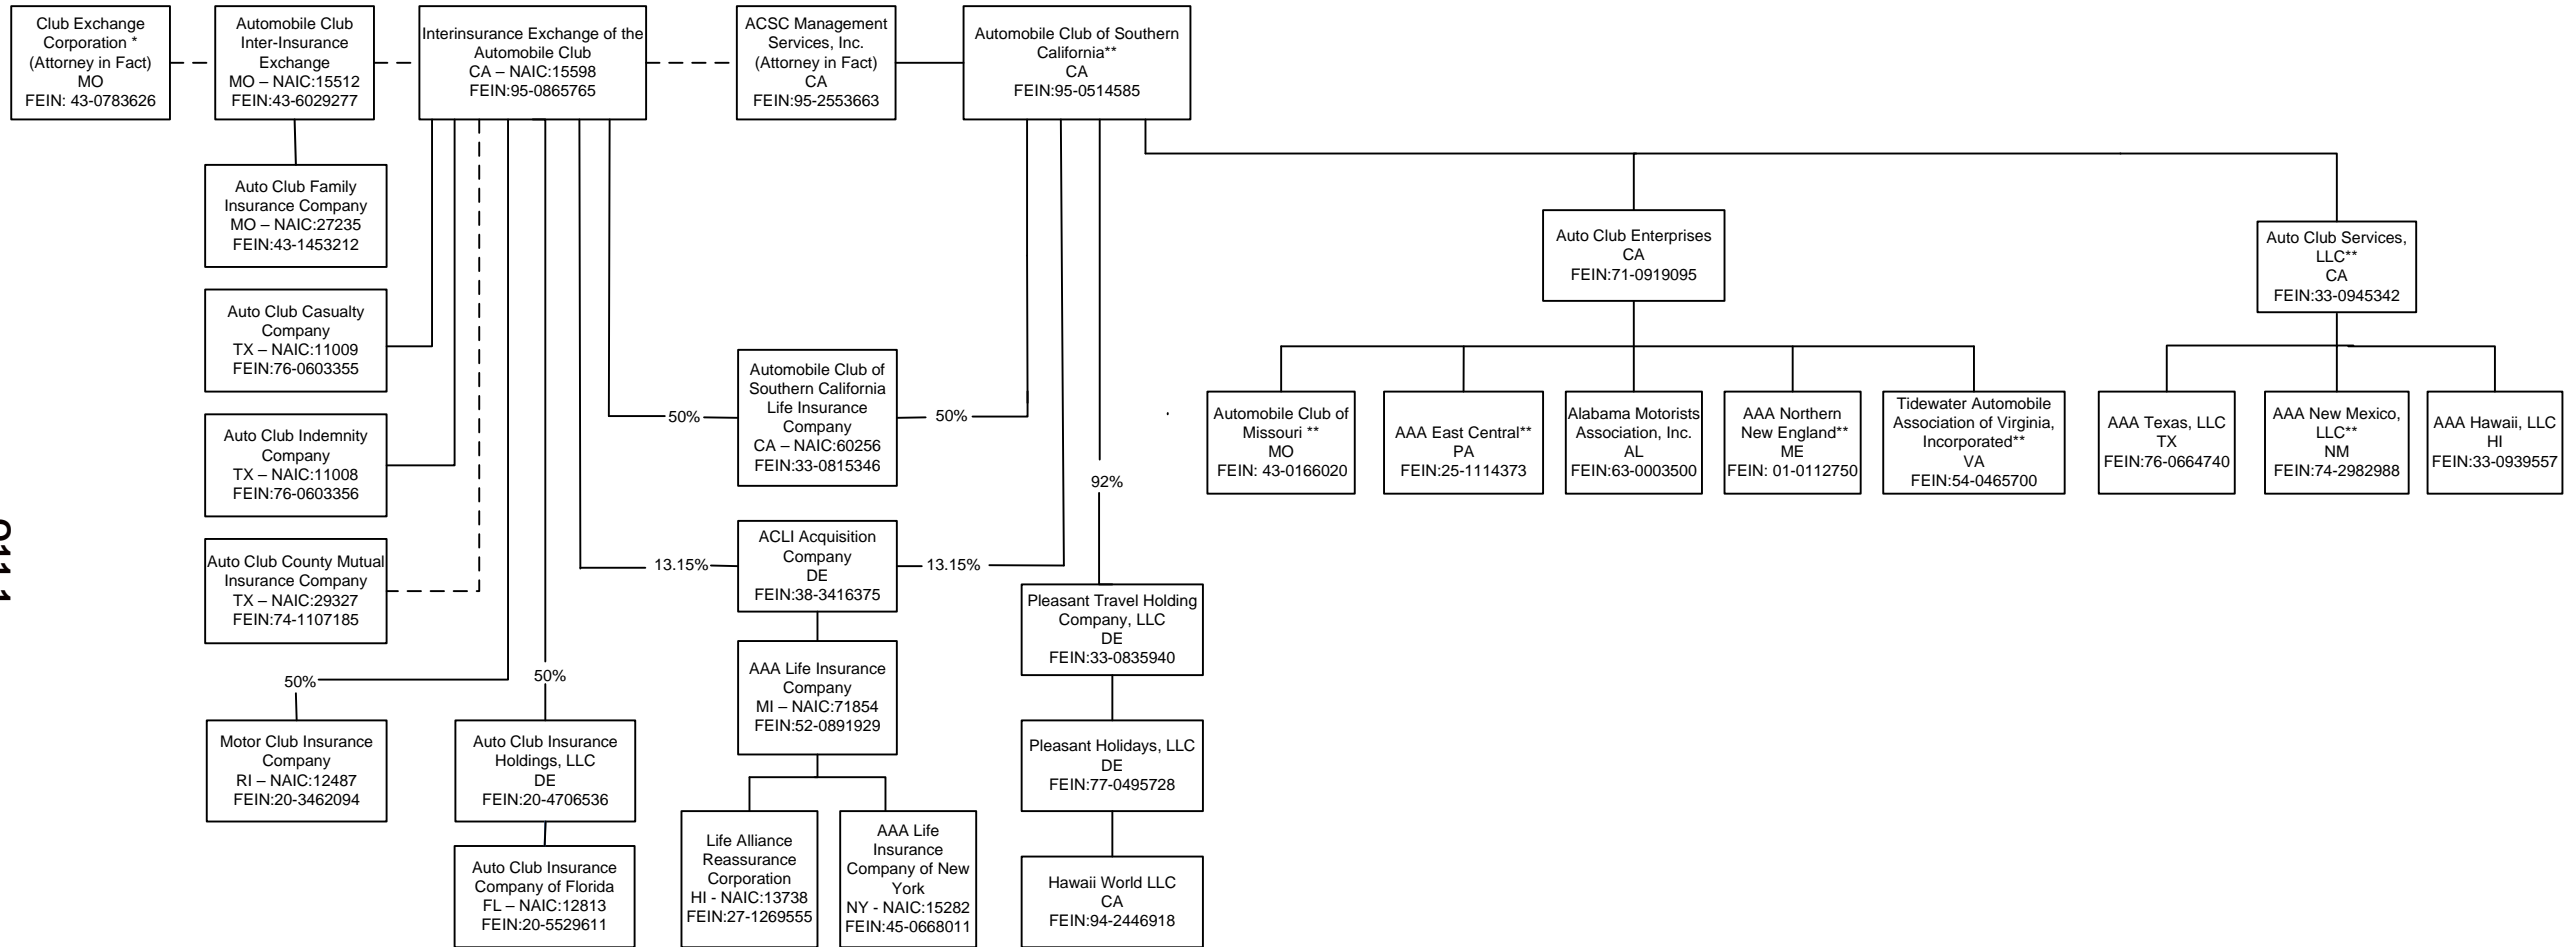 Club Exchange
Corporation *
(Attorney in Fact)
MO
FEIN: 43-0783626
Automobile Club
Inter-Insurance
Exchange
MO – NAIC:15512
FEIN:43-6029277
Interinsurance Exchange of the
Automobile Club
CA – NAIC:15598
FEIN:95-0865765
ACSC Management
Services, Inc.
(Attorney in Fact)
CA
FEIN:95-2553663
Automobile Club of Southern
California**
CA
FEIN:95-0514585
Auto Club Family
Insurance Company
MO – NAIC:27235
FEIN:43-1453212
Auto Club Casualty
Company
TX – NAIC:11009
FEIN:76-0603355
Auto Club Indemnity
Company
TX – NAIC:11008
FEIN:76-0603356
Auto Club County Mutual
Insurance Company
TX – NAIC:29327
FEIN:74-1107185
50%
Motor Club Insurance
Company
RI – NAIC:12487
FEIN:20-3462094
50%
Auto Club Insurance
Holdings, LLC
DE
FEIN:20-4706536
Auto Club Insurance
Company of Florida
FL – NAIC:12813
FEIN:20-5529611
50%
Automobile Club of
Southern California
Life Insurance
Company
CA – NAIC:60256
FEIN:33-0815346
50%
13.15%
ACLI Acquisition
Company
DE
FEIN:38-3416375
13.15%
AAA Life Insurance
Company
MI – NAIC:71854
FEIN:52-0891929
Life Alliance
Reassurance
Corporation
HI - NAIC:13738
FEIN:27-1269555
AAA Life
Insurance
Company of New
York
NY - NAIC:15282
FEIN:45-0668011
92%
Pleasant Travel Holding
Company, LLC
DE
FEIN:33-0835940
Pleasant Holidays, LLC
DE
FEIN:77-0495728
Hawaii World LLC
CA
FEIN:94-2446918
Auto Club Enterprises
CA
FEIN:71-0919095
Auto Club Services,
LLC**
CA
FEIN:33-0945342
Automobile Club of
Missouri **
MO
FEIN: 43-0166020
AAA East Central**
PA
FEIN:25-1114373
Alabama Motorists
Association, Inc.
AL
FEIN:63-0003500
AAA Northern
New England**
ME
FEIN: 01-0112750
Tidewater Automobile
Association of Virginia,
Incorporated**
VA
FEIN:54-0465700
AAA Texas, LLC
TX
FEIN:76-0664740
AAA New Mexico,
LLC**
NM
FEIN:74-2982988
AAA Hawaii, LLC
HI
FEIN:33-0939557